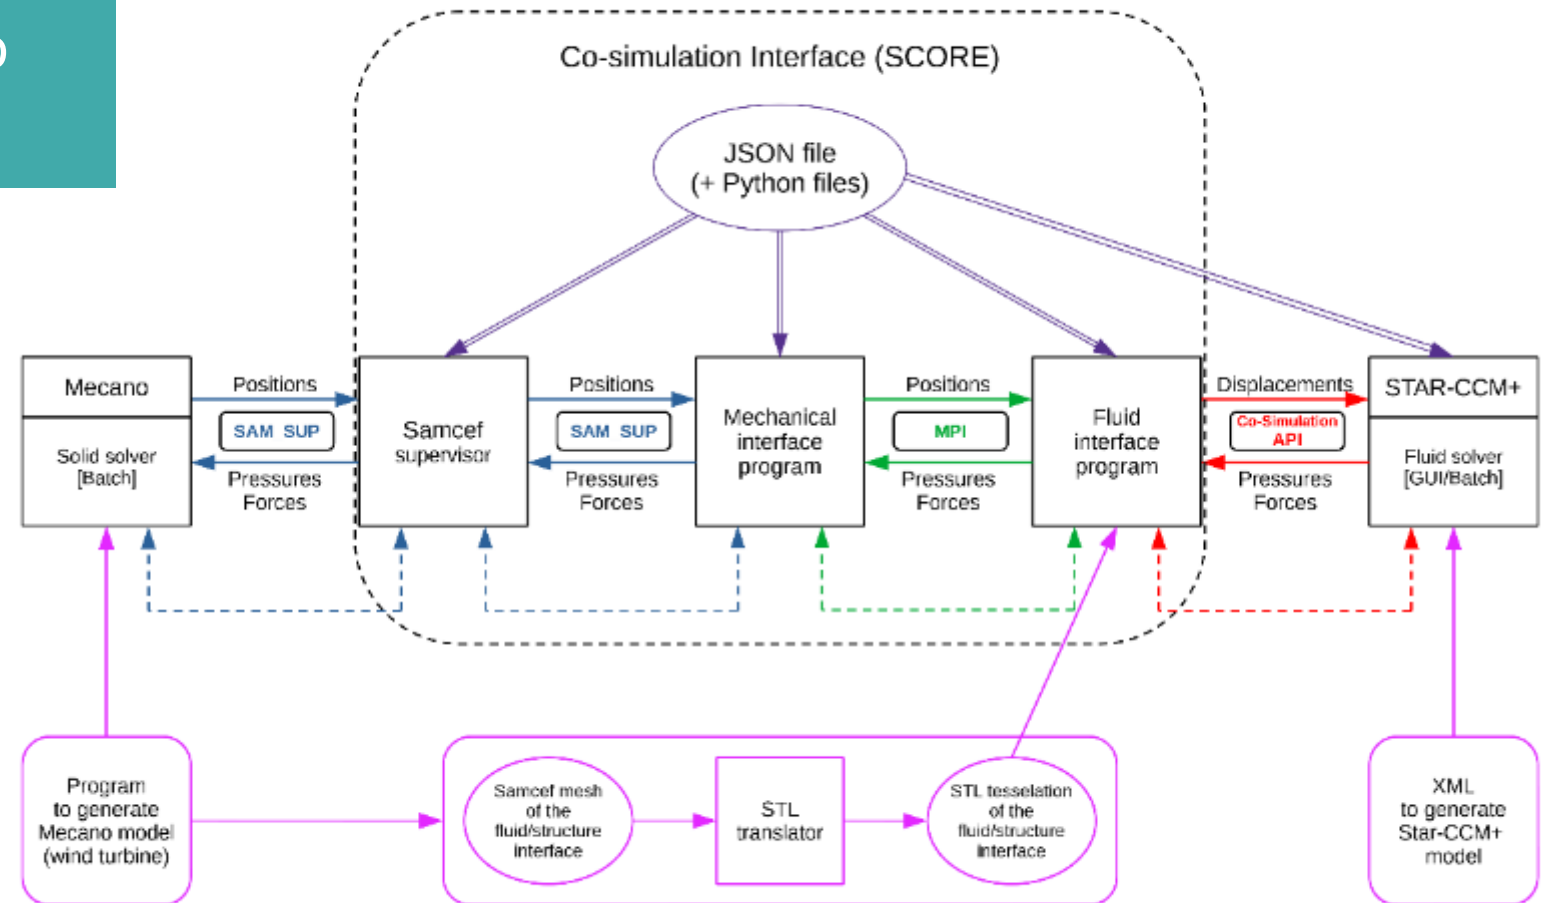 Co-simulation Interface (SCORE)
JSON file
(+ Python files)
Mecano
Solid solver
[Batch]
Positions
SAM SUP
Pressures
Forces
Samcef
supervisor
Positions
SAM SUP
Pressures
Forces
Mechanical
interface
program
Positions
MPI
Pressures
Forces
Fluid
interface
program
Displacements
Co-Simulation
API
Pressures
Forces
STAR-CCM+
Fluid solver
[GUI/Batch]
Program
to generate
Mecano model
(wind turbine)
Samcef mesh
of the
fluid/structure
interface
STL
translator
STL tesselation
of the
fluid/structure
interface
XML
to generate
Star-CCM+
model